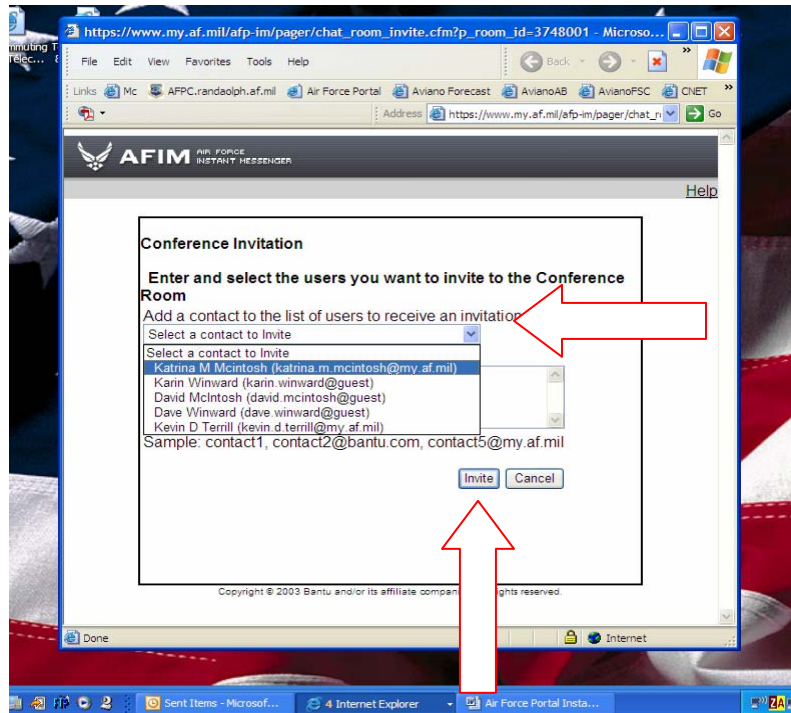 mmuting T
Telec...
https://www.my.af.mil/afp-im/pager/chat_room_invite.cfm?p_room_id=3748001 - Microso...
File Edit View Favorites Tools Help
Back
»
Links Mc AFPC.randaolph.af.mil Air Force Portal Aviano Forecast AvianoAB AvianoFSC CNET »
Address https://www.my.af.mil/afp-im/pager/chat_r Go
AFIM AIR FORCE
INSTANT MESSENGER
Help
Conference Invitation
Enter and select the users you want to invite to the Conference
Room
Add a contact to the list of users to receive an invitation
Select a contact to Invite
Select a contact to Invite
Katrina M Mcintosh (katrina.m.mcintosh@my.af.mil)
Karin Winward (karin.winward@guest)
David McIntosh (david.mcintosh@guest)
Dave Winward (dave.winward@guest)
Kevin D Terrill (kevin.d.terrill@my.af.mil)
Sample: contact1, contact2@bantu.com, contact5@my.af.mil
Invite Cancel
Copyright © 2003 Bantu and/or its affiliate compan ghts reserved.
Done Internet
Sent Items - Microsof... 4 Internet Explorer Air Force Portal Insta... ZA